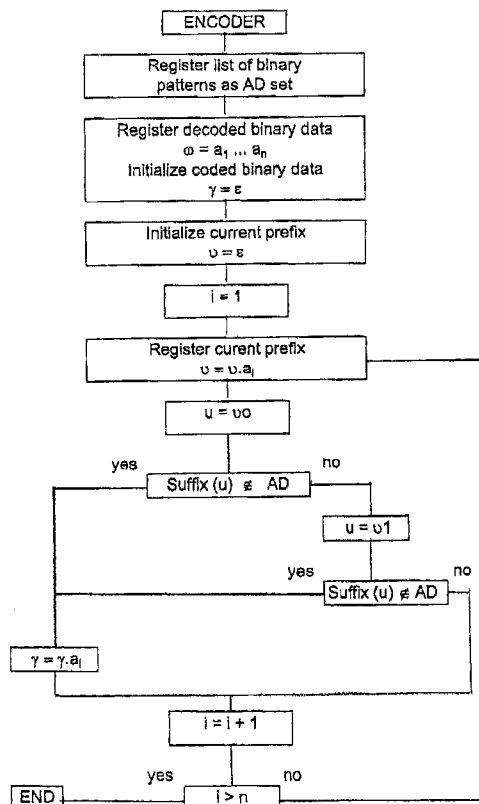 ENCODER
Register list of binary
patterns as AD set
Register decoded binary data
ω = a₁ ... aₙ
Initialize coded binary data
γ = ε
Initialize current prefix
υ = ε
i = 1
Register curent prefix
υ = υ.aᵢ
u = υo
yes
no
Suffix (u) ∉ AD
u = υ1
yes
no
Suffix (u) ∉ AD
γ = γ.aᵢ
i = i + 1
yes
no
END
i > n